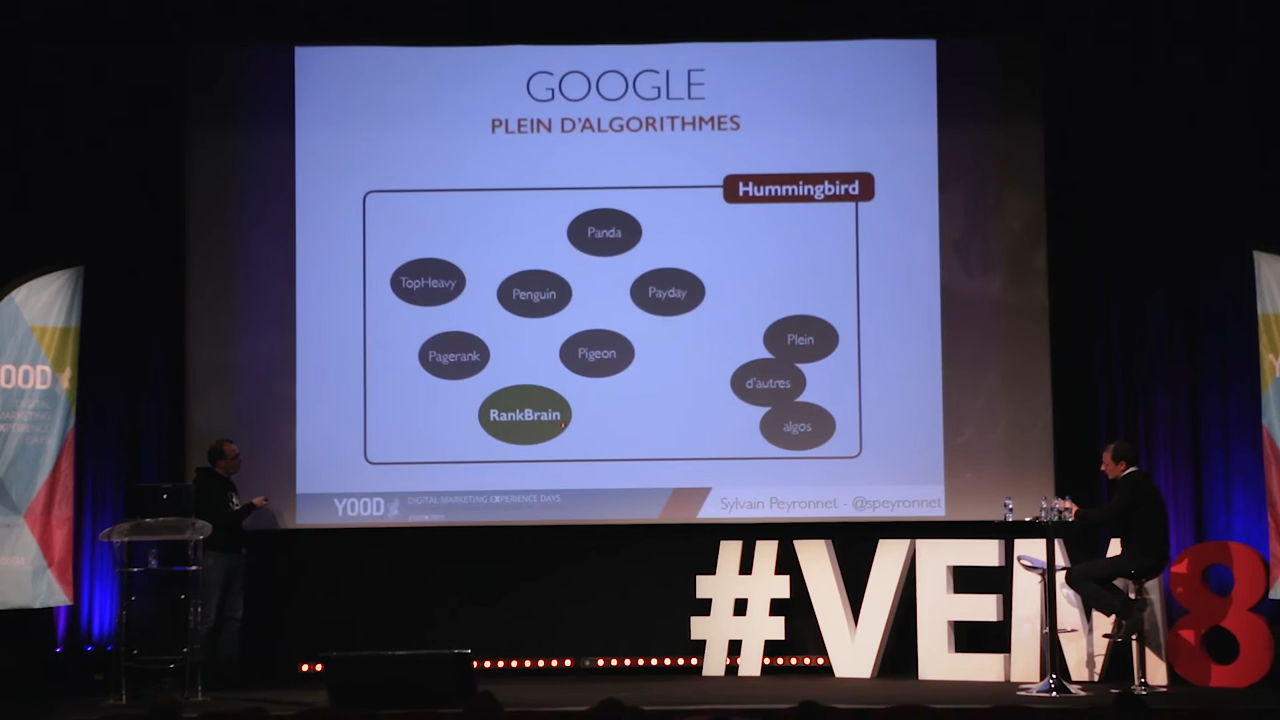 GOOGLE
PLEIN D'ALGORITHMES
Hummingbird
Panda
TopHeavy
Penguin
Payday
Plein
Pagerank
Pigeon
d'autres
RankBrain
algos
YOOD
DIGITAL MARKETING EXPERIENCE DAYS
Sylvain Peyronnet - @speyronnet
OOD
#VEM8